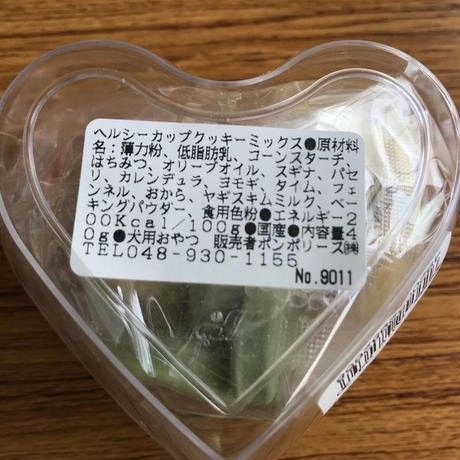 ヘルシーカップクッキーミックス●原材料
名：薄力粉、低脂肪乳、コーンスターチ、
はちみつ、オリーブオイル、スギナ、パセ
リ、カレンデュラ、ヨモギ、タイム、フェ
ンネル、おから、ヤギスキムミルク、ベー
キングパウダー、食用色粉●エネルギー2
00Kcal/100g●国産●内容量4
0g●犬用おやつ 販売者ボンボリーズ㈱
TEL048-930-1155
No.9011